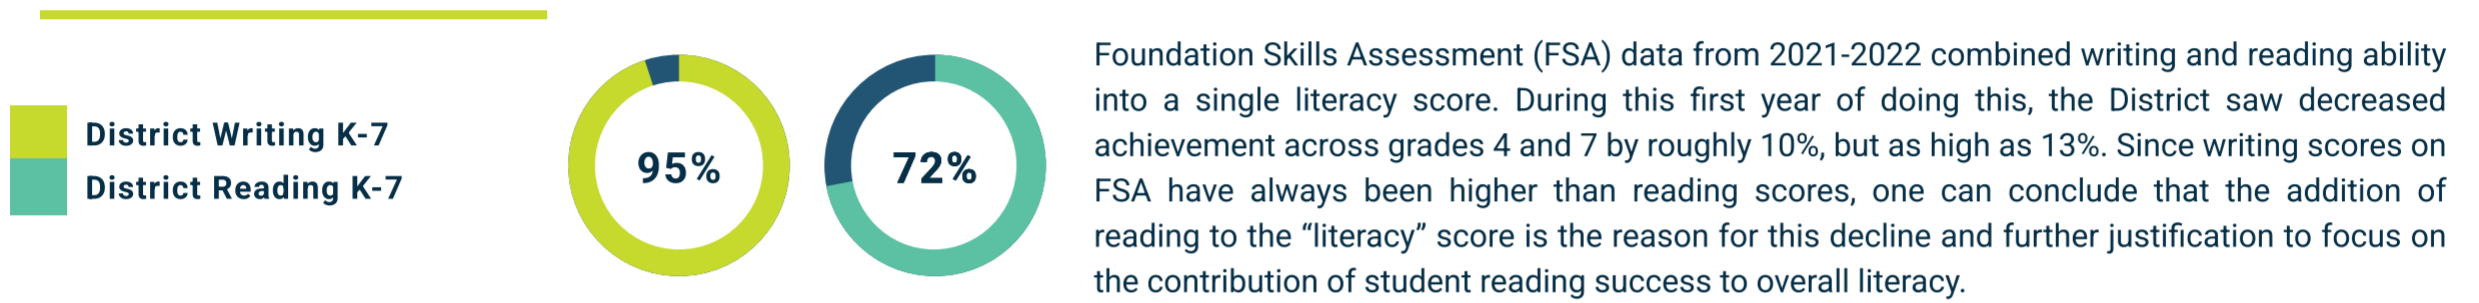 District Writing K-7
District Reading K-7
95%
72%
Foundation Skills Assessment (FSA) data from 2021-2022 combined writing and reading ability
into a single literacy score. During this first year of doing this, the District saw decreased
achievement across grades 4 and 7 by roughly 10%, but as high as 13%. Since writing scores on
FSA have always been higher than reading scores, one can conclude that the addition of
reading to the “literacy” score is the reason for this decline and further justification to focus on
the contribution of student reading success to overall literacy.